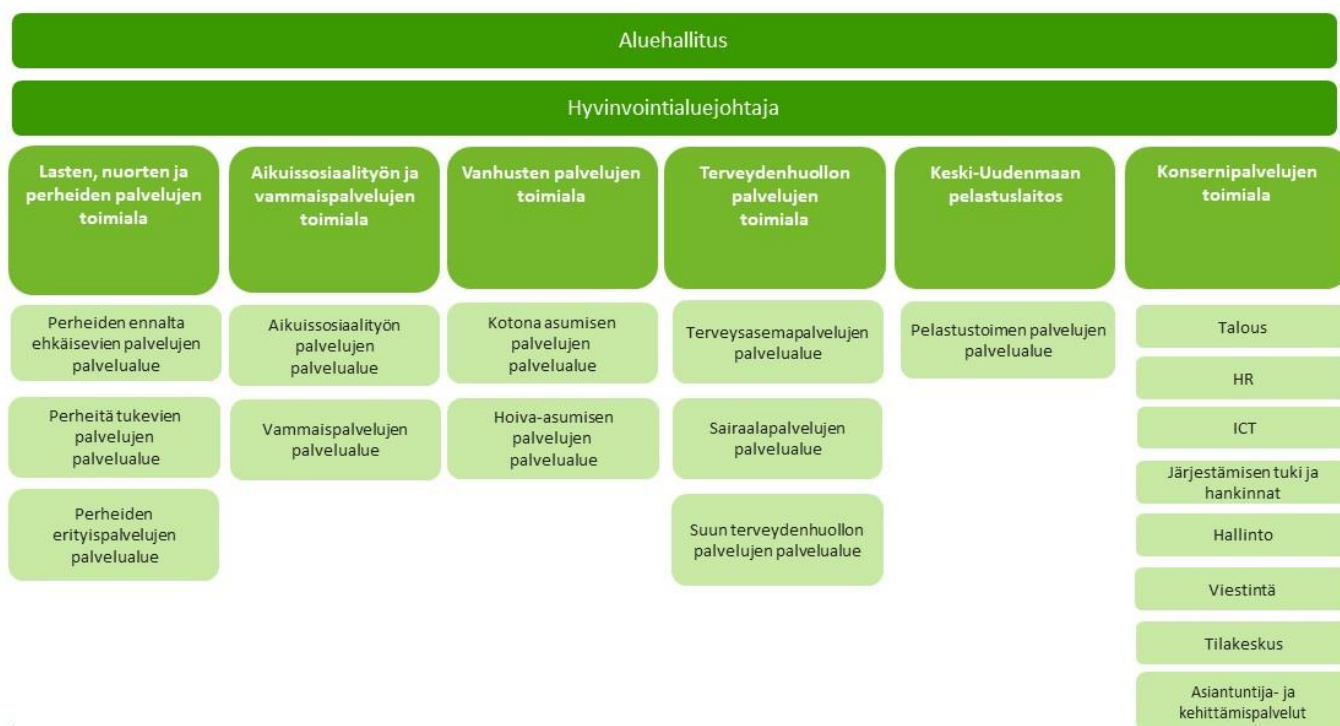 Aluehallitus
Hyvinvointialuejohtaja
Lasten, nuorten ja
perheiden palvelujen
toimiala
Perheiden ennalta
ehkäisevien palvelujen
palvelualue
Perheitä tukevien
palvelujen
palvelualue
Perheiden
erityispalvelujen
palvelualue
Aikuissosiaalityön ja
vammaispalvelujen
toimiala
Aikuissosiaalityön
palvelujen
palvelualue
Vammaispalvelujen
palvelualue
Vanhusten palvelujen
toimiala
Kotona asumisen
palvelujen
palvelualue
Hoiva-asumisen
palvelujen
palvelualue
Terveydenhuollon
palvelujen
toimiala
Terveysasemapalvelujen
palvelualue
Sairaalapalvelujen
palvelualue
Suun terveydenhuollon
palvelujen palvelualue
Keski-Uudenmaan
pelastuslaitos
Pelastustoimen palvelujen
palvelualue
Konsernipalvelujen
toimiala
Talous
HR
ICT
Järjestämisen tuki ja
hankinnat
Hallinto
Viestintä
Tilakeskus
Asiantuntija- ja
kehittämispalvelut